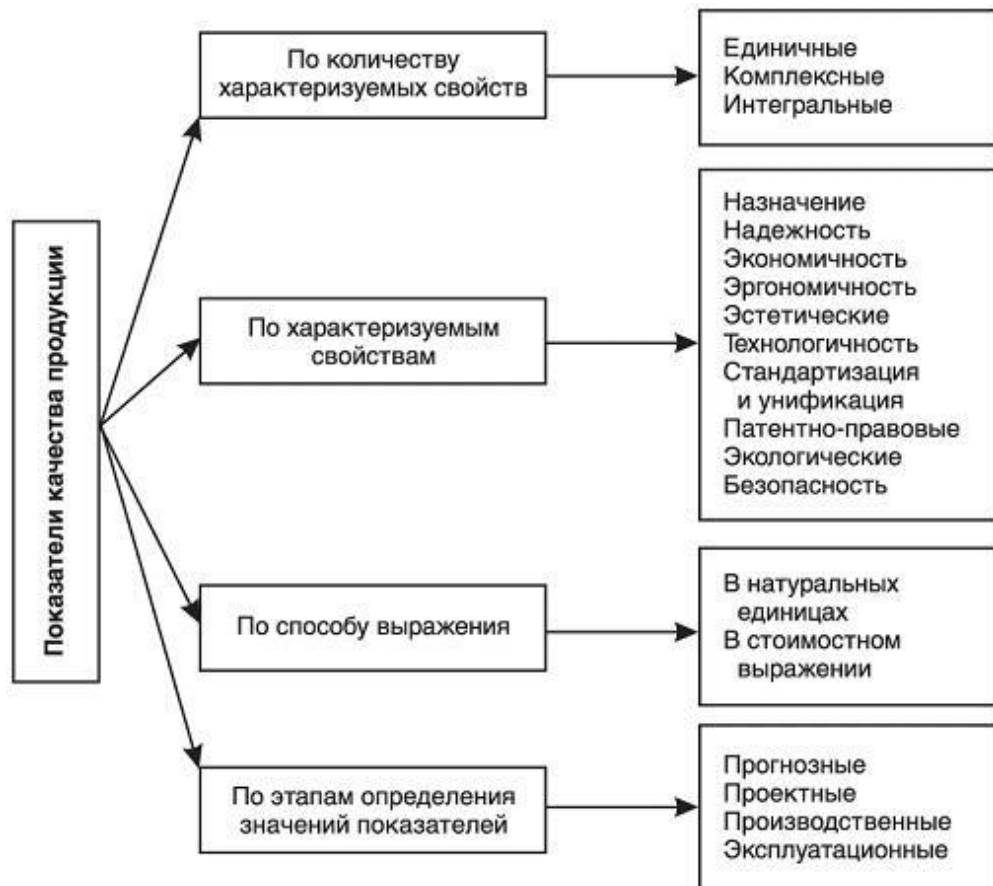 Показатели качества продукции
По количеству
характеризуемых свойств
Единичные
Комплексные
Интегральные
По характеризуемым
свойствам
Назначение
Надежность
Экономичность
Эргономичность
Эстетические
Технологичность
Стандартизация
и унификация
Патентно-правовые
Экологические
Безопасность
По способу выражения
В натуральных
единицах
В стоимостном
выражении
По этапам определения
значений показателей
Прогнозные
Проектные
Производственные
Эксплуатационные